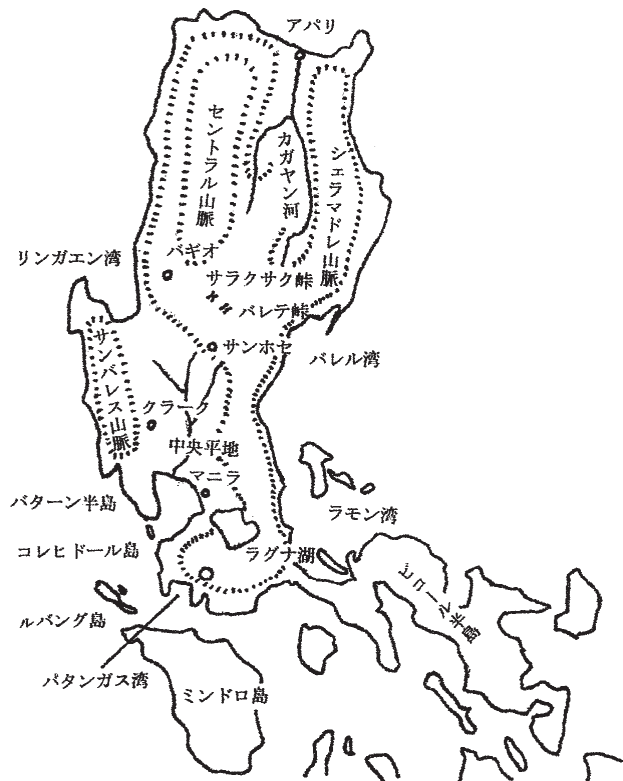 アパリ
セントラル山脈
カガヤン河
シェラマドレ山脈
リンガエン湾
バギオ
サラクサク峠
バレテ峠
サンホセ
バレル湾
サンバレス山脈
クラーク
中央平地
マニラ
バターン半島
ラモン湾
コレヒドール島
ラグナ湖
ビコール半島
ルバング島
パタンガス湾
ミンドロ島